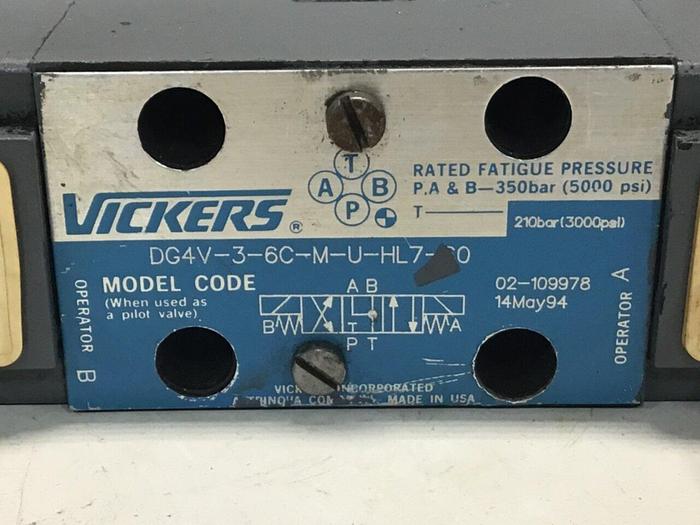 T
A B
P
RATED FATIGUE PRESSURE
P,A & B—350bar (5000 psi)
T— 210bar(3000psi)
VICKERS®
DG4V-3-6C-M-U-HL7- 0
MODEL CODE
(When used as
a pilot valve)
02-109978
14May94
A B
B A
T
P T
OPERATOR B
OPERATOR A
INCORPORATED
MADE IN USA